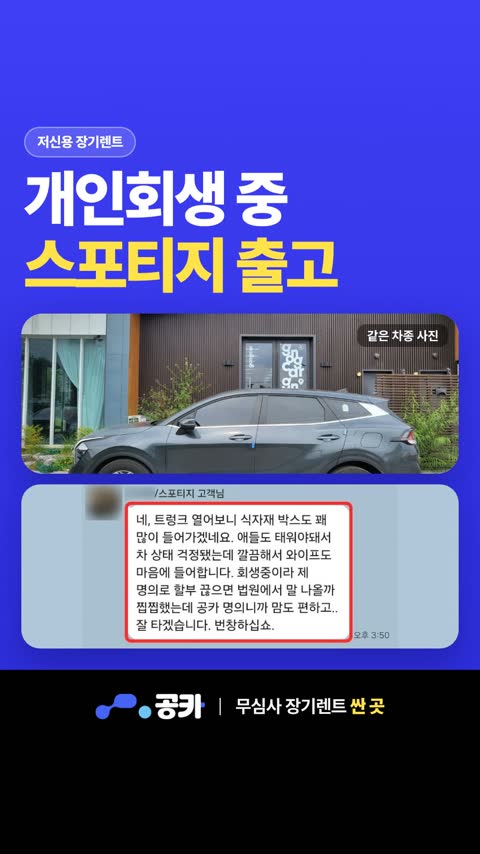 저신용 장기렌트
개인회생 중
스포티지 출고
같은 차종 사진
/스포티지 고객님
네, 트렁크 열어보니 식자재 박스도 꽤
많이 들어가겠네요. 애들도 태워야돼서
차 상태 걱정됐는데 깔끔해서 와이프도
마음에 들어합니다. 회생중이라 제
명의로 할부 끊으면 법원에서 말 나올까
찝찝했는데 공카 명의니까 맘도 편하고..
잘 타겠습니다. 번창하십쇼.
오후 3:50
공카 | 무심사 장기렌트 싼 곳